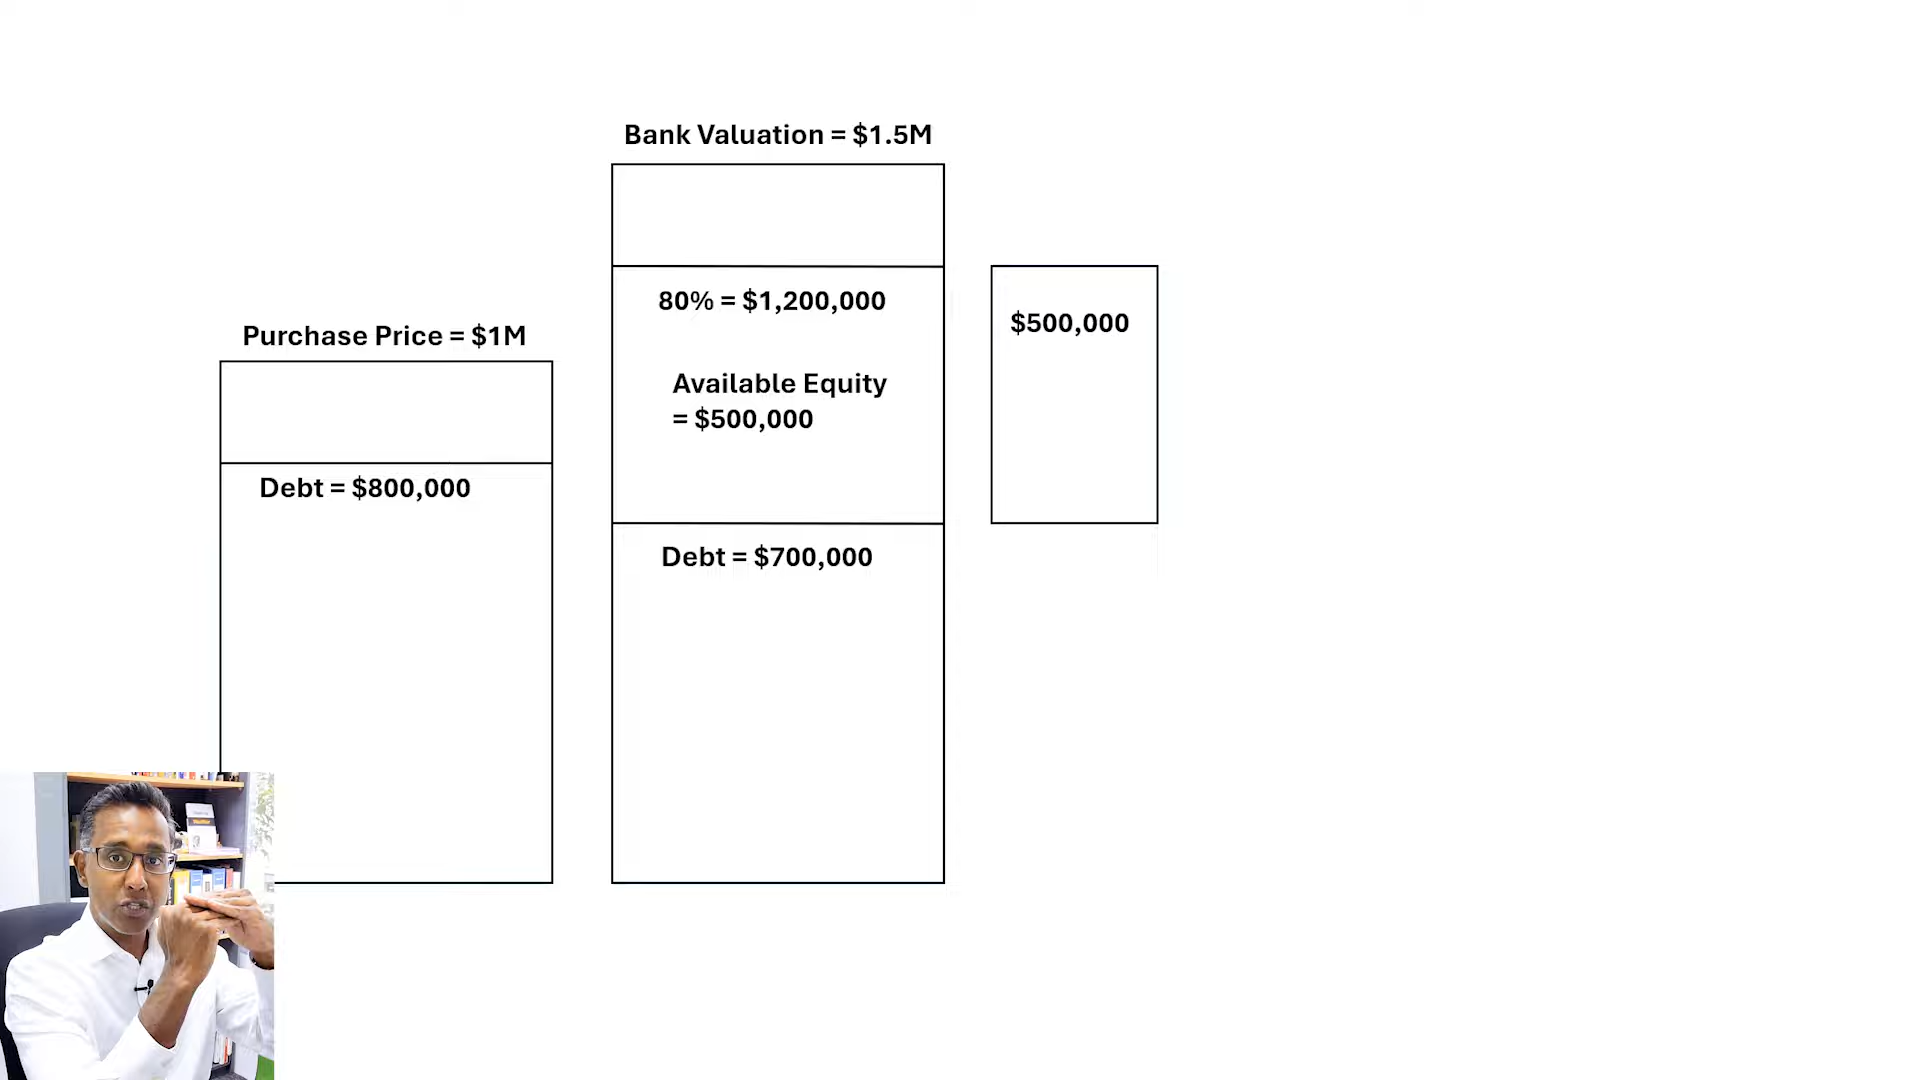 Bank Valuation = $1.5M
80% = $1,200,000
$500,000
Purchase Price = $1M
Available Equity
= $500,000
Debt = $800,000
Debt = $700,000